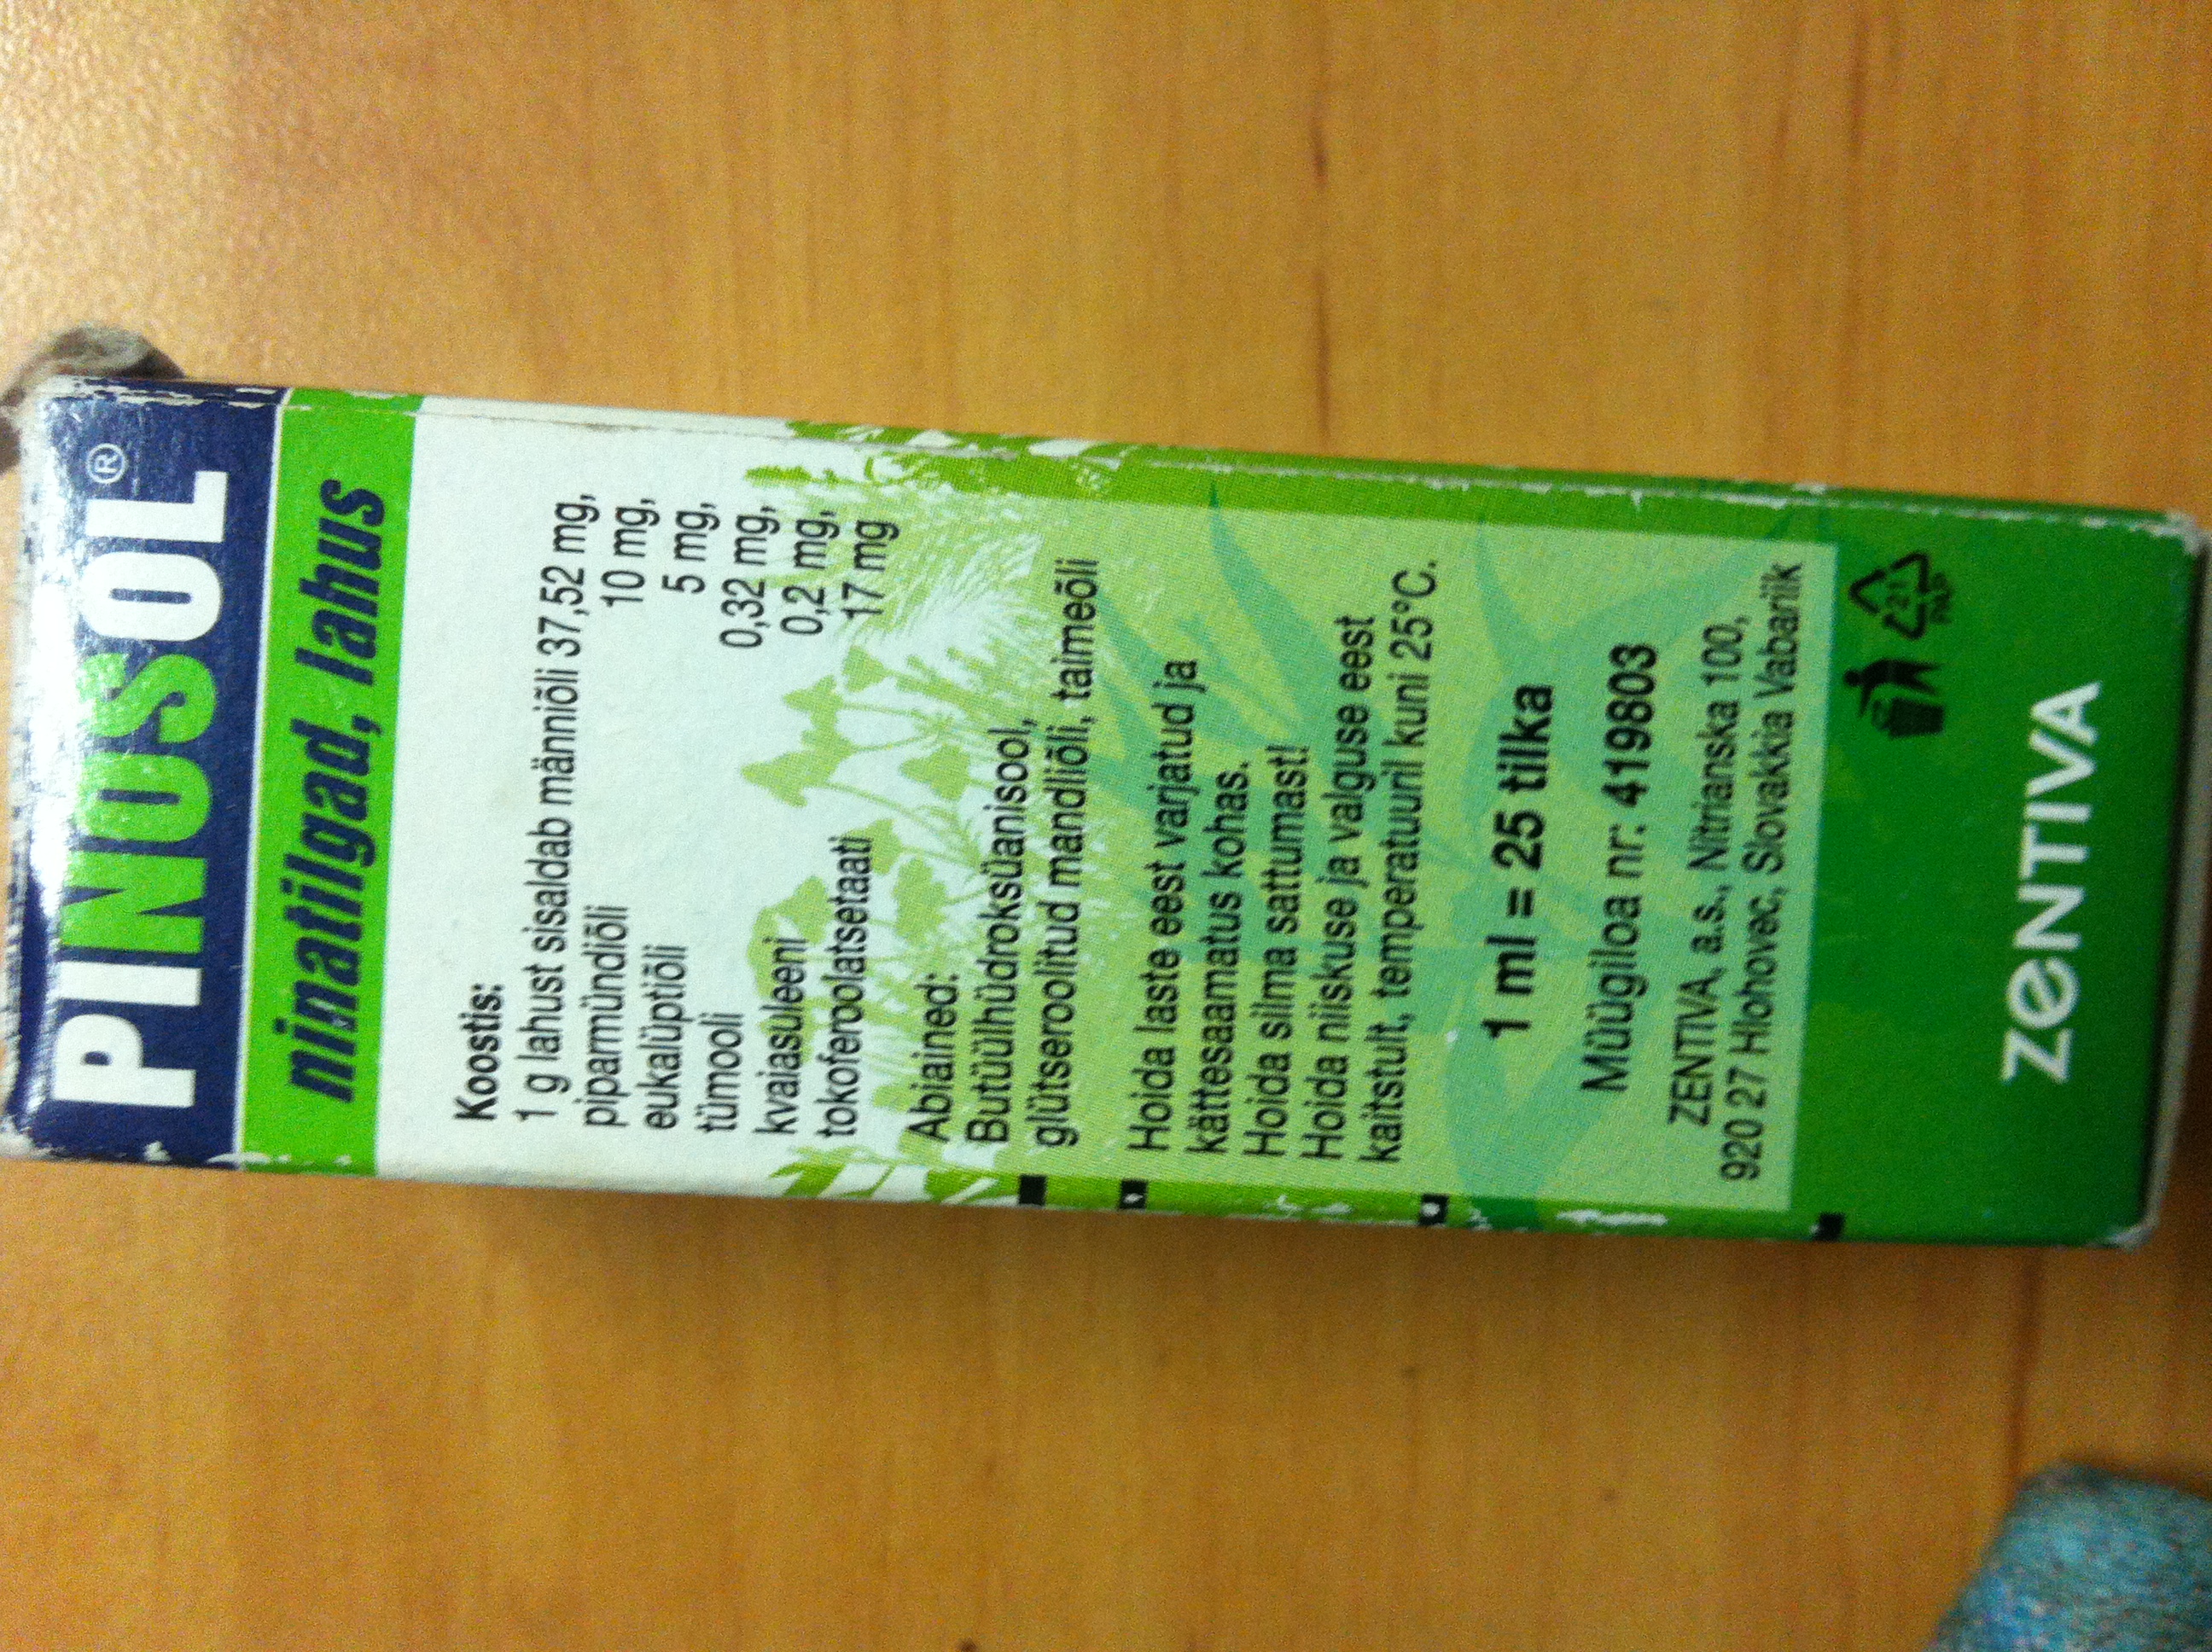 PINOSOL®
ninatilgad, lahus
Koostis:
1 g lahust sisaldab männiõli 37,52 mg,
piparmündiõli 10 mg,
eukalüptiõli 5 mg,
tümooli 0,32 mg,
kvaiasuleeni 0,2 mg,
tokoferoolatsetaati 17 mg
Abiained:
Butüülhüdroksüanisool,
glütseroolitud mandliõli, taimeõli
Hoida laste eest varjatud ja
kättesaamatus kohas.
Hoida silma sattumast!
Hoida niiskuse ja valguse eest
kaitstult, temperatuuril kuni 25°C.
1 ml = 25 tilka
Müügiloa nr: 419803
ZENTIVA, a.s., Nitrianska 100,
920 27 Hlohovec, Slovakkia Vabariik
21
PAP
ZENTIVA